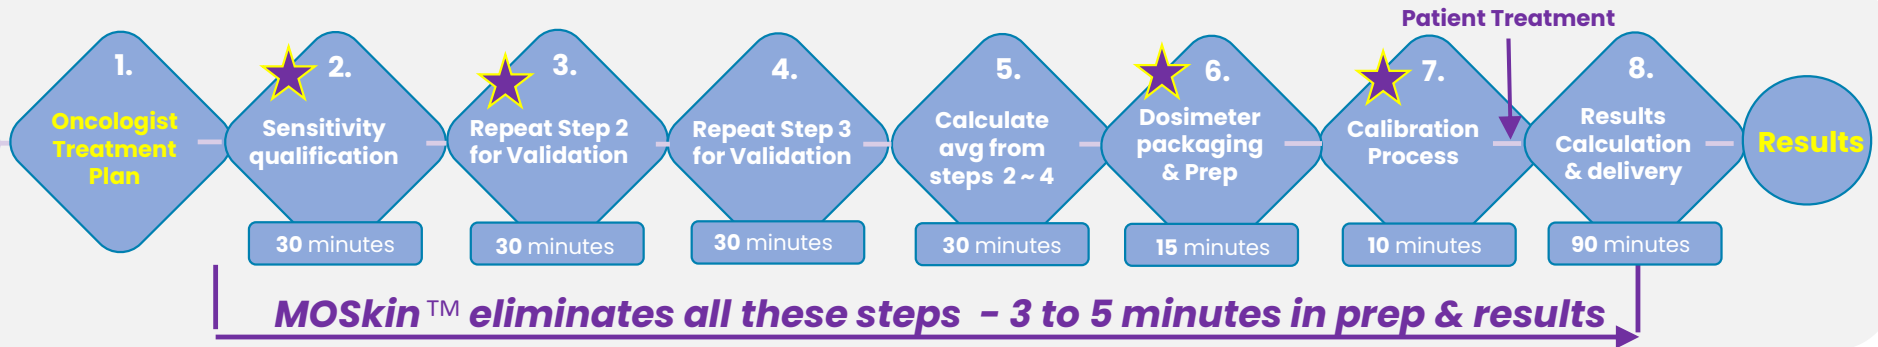 Patient Treatment
1.
Oncologist
Treatment
Plan
2.
Sensitivity
qualification
30 minutes
3.
Repeat Step 2
for Validation
30 minutes
4.
Repeat Step 3
for Validation
30 minutes
5.
Calculate
avg from
steps 2 ~ 4
30 minutes
6.
Dosimeter
packaging
& Prep
15 minutes
7.
Calibration
Process
10 minutes
8.
Results
Calculation
& delivery
90 minutes
Results
MOSkin™ eliminates all these steps - 3 to 5 minutes in prep & results